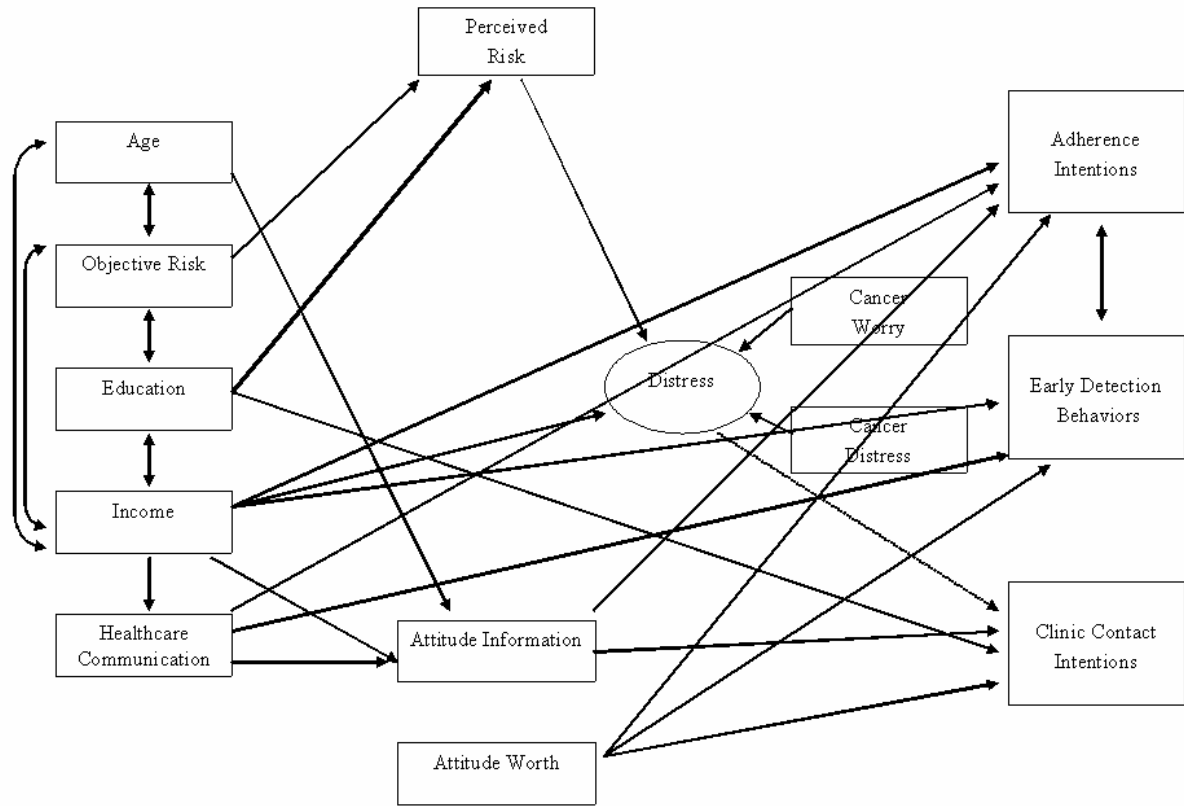 Perceived
Risk
Age
Adherence
Intentions
Objective Risk
Cancer
Worry
Education
Distress
Early Detection
Behaviors
Cancer
Distress
Income
Healthcare
Communication
Attitude Information
Clinic Contact
Intentions
Attitude Worth